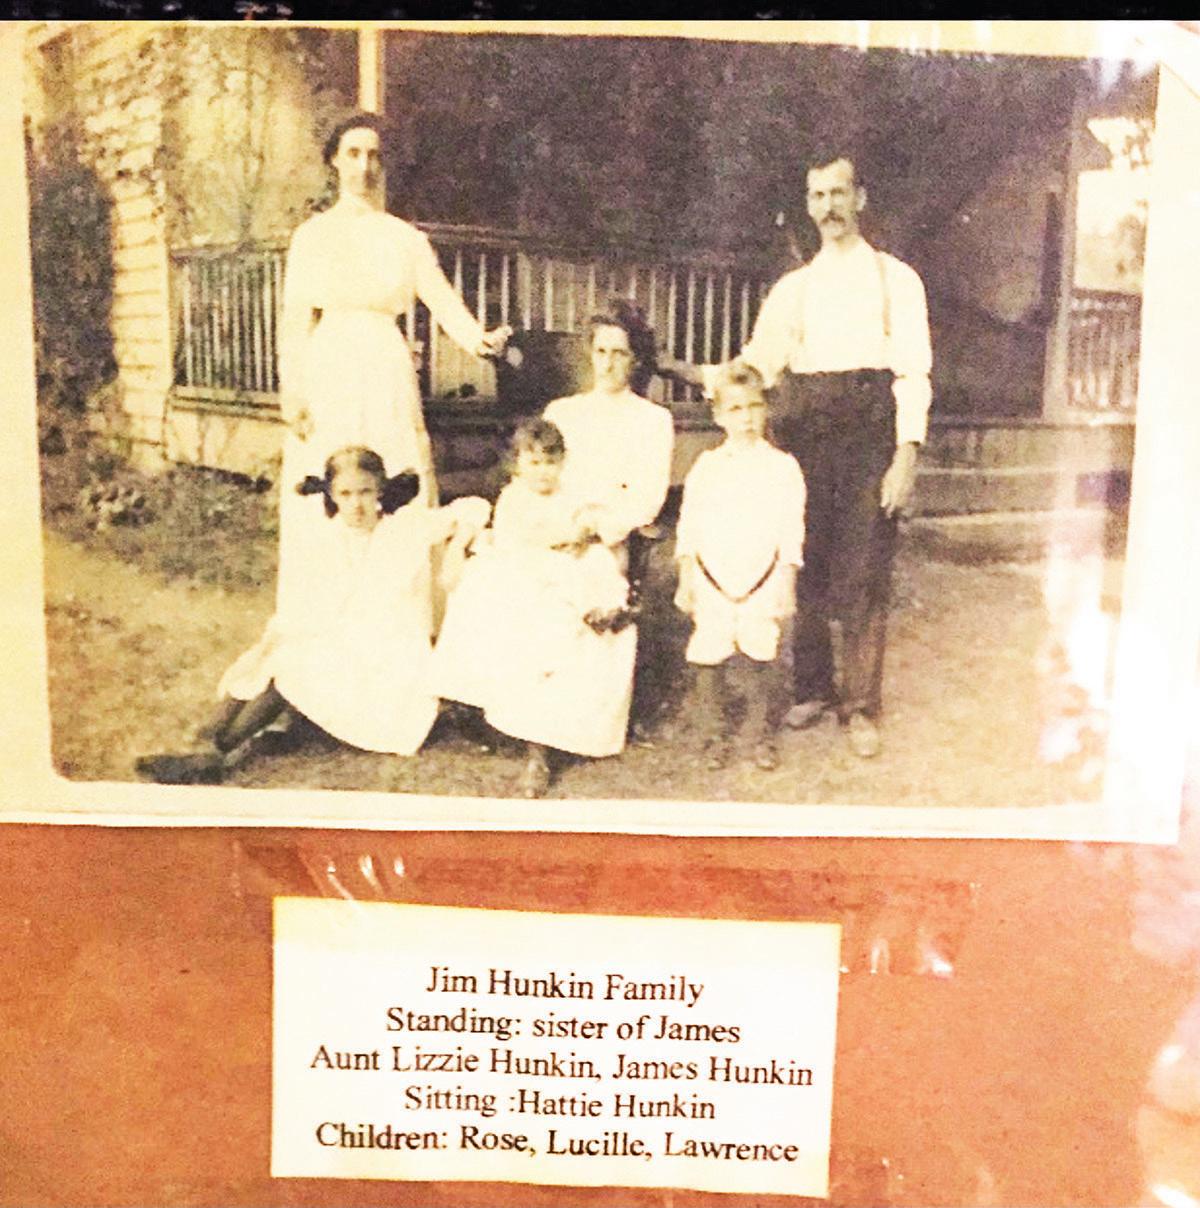 Jim Hunkin Family
Standing: sister of James
Aunt Lizzie Hunkin, James Hunkin
Sitting :Hattie Hunkin
Children: Rose, Lucille, Lawrence